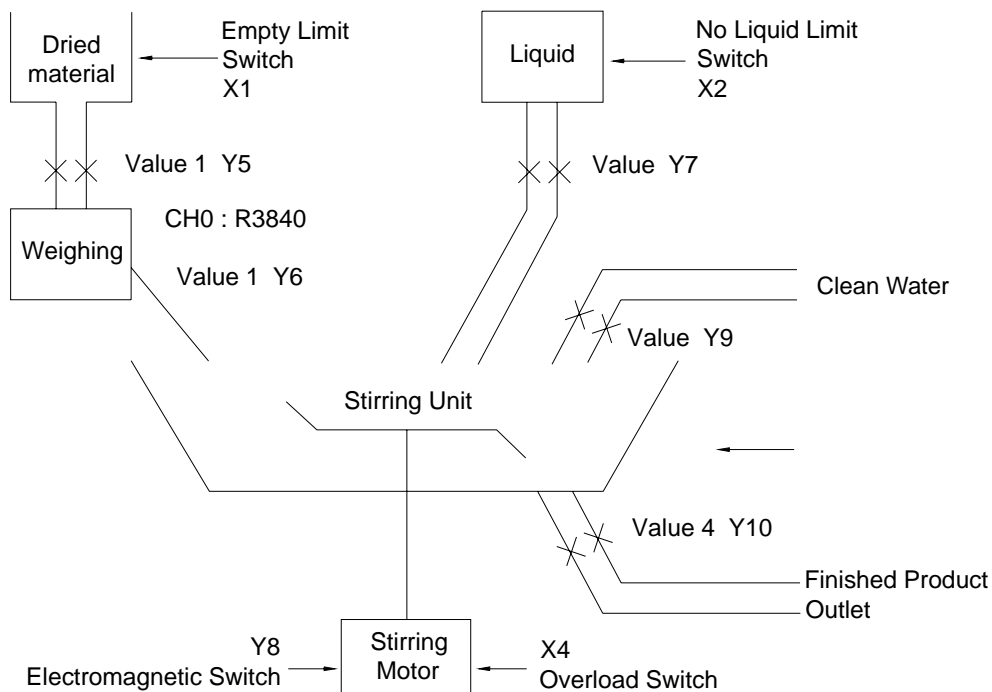 Dried
material
Empty Limit
Switch
X1
Liquid
No Liquid Limit
Switch
X2
Value 1 Y5
Value Y7
CH0 : R3840
Weighing
Value 1 Y6
Clean Water
Value Y9
Stirring Unit
Value 4 Y10
Finished Product
Outlet
Y8
Electromagnetic Switch
Stirring
Motor
X4
Overload Switch